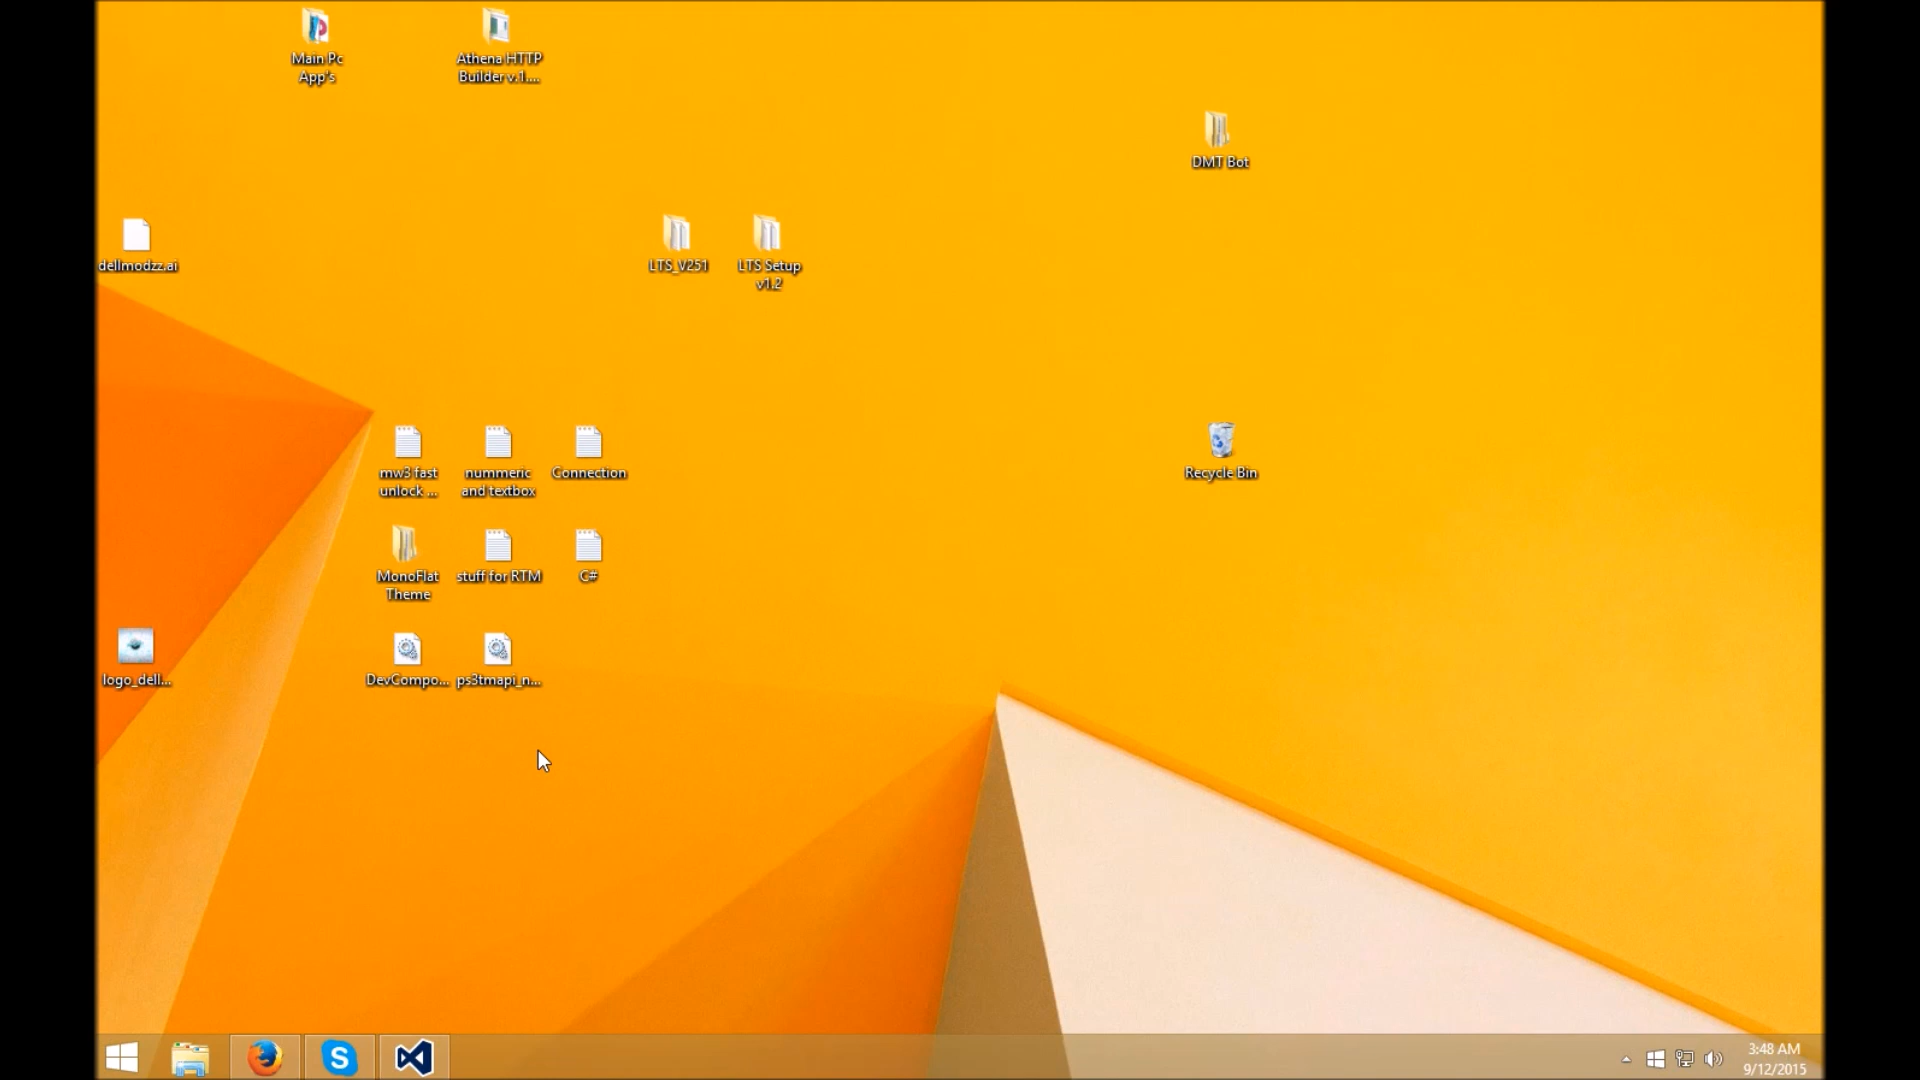 Main Pc
App's
Athena HTTP
Builder v.1....
DMT Bot
dellmodzz.ai
LTS_V251
LTS Setup
v1.2
mw3 fast
unlock ...
nummeric
and textbox
Connection
Recycle Bin
MonoFlat
Theme
stuff for RTM
C#
logo_dell...
DevCompo...
ps3tmapi_n...
3:48 AM
9/12/2015